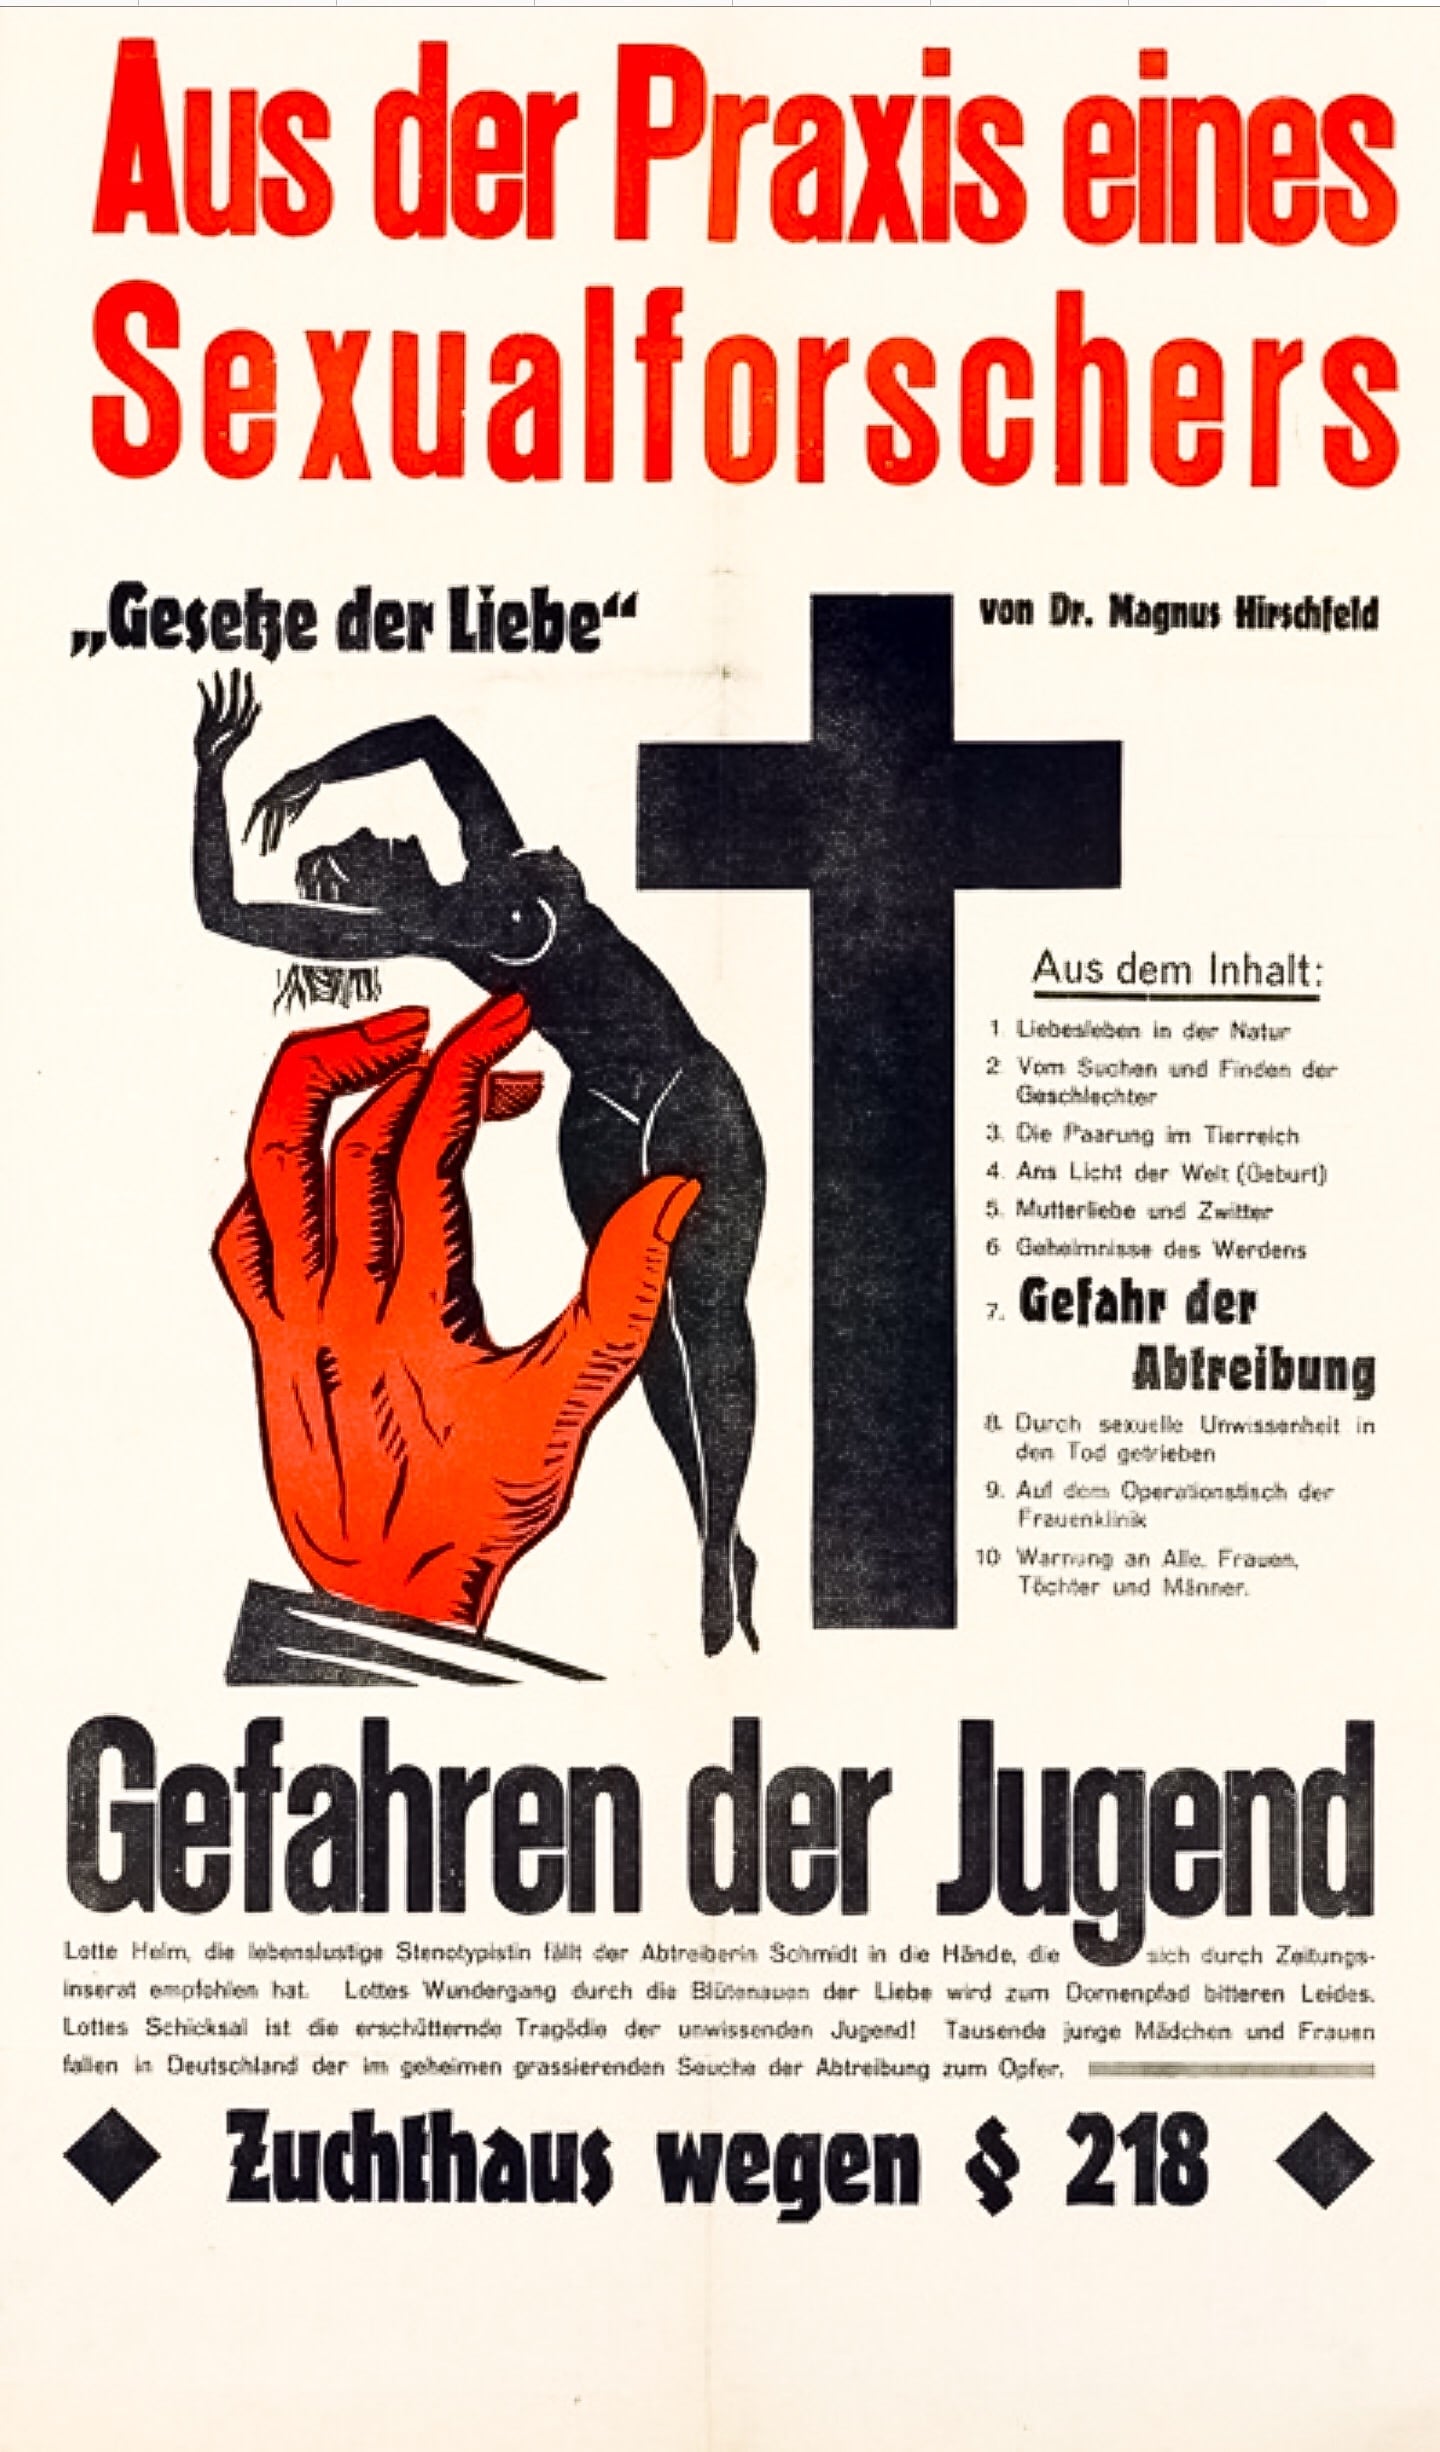 Aus der Praxis eines
Sexualforschers
„Gesetze der Liebe“
von Dr. Magnus Hirschfeld
Aus dem Inhalt:
1. Liebesleben in der Natur
2 Vom Suchen und Finden der
Geschlechter
3. Die Paarung im Tierreich
4. Ans Licht der Welt (Geburt)
5. Mutterliebe und Zwitter
6 Geheimnisse des Werdens
7. Gefahr der
Abtreibung
8. Durch sexuelle Unwissenheit in
den Tod getrieben
9. Auf dem Operationstisch der
Frauenklinik
10 Warnung an Alle, Frauen,
Töchter und Männer.
Gefahren der Jugend
Lotte Helm, die lebenslustige Stenotypistin fällt der Abtreiberin Schmidt in die Hände, die sich durch Zeitungs-
inserat empfohlen hat. Lottes Wundergang durch die Blütenauen der Liebe wird zum Dornenpfad bitteren Leides.
Lottes Schicksal ist die erschütternde Tragödie der unwissenden Jugend! Tausende junge Mädchen und Frauen
fallen in Deutschland der im geheimen grassierenden Seuche der Abtreibung zum Opfer.
Zuchthaus wegen § 218